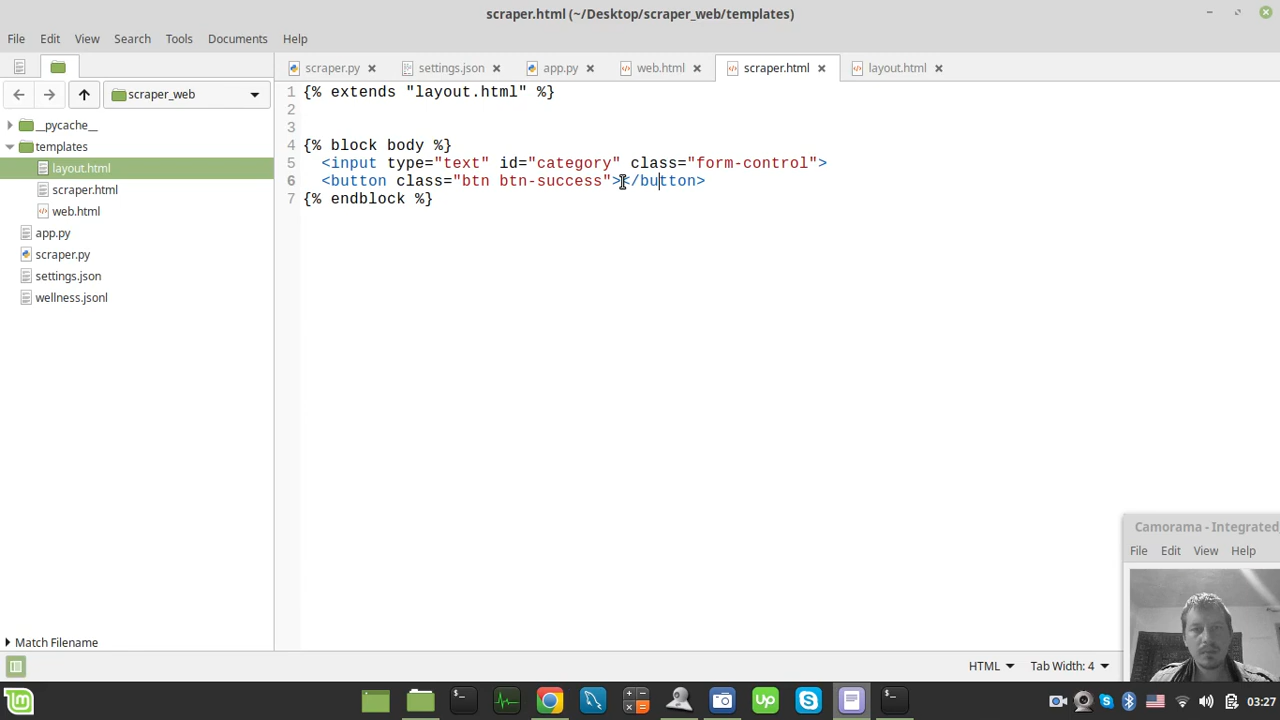 scraper.html (~/Desktop/scraper_web/templates)
File Edit View Search Tools Documents Help
scraper.py settings.json app.py web.html scraper.html layout.html
scraper_web
__pycache__
templates
layout.html
scraper.html
web.html
app.py
scraper.py
settings.json
wellness.jsonl
1 {% extends "layout.html" %}
2
3
4 {% block body %}
5 <input type="text" id="category" class="form-control">
6 <button class="btn btn-success"></button>
7 {% endblock %}
Camorama - Integrated
File Edit View Help
Match Filename
HTML Tab Width: 4
up
03:27